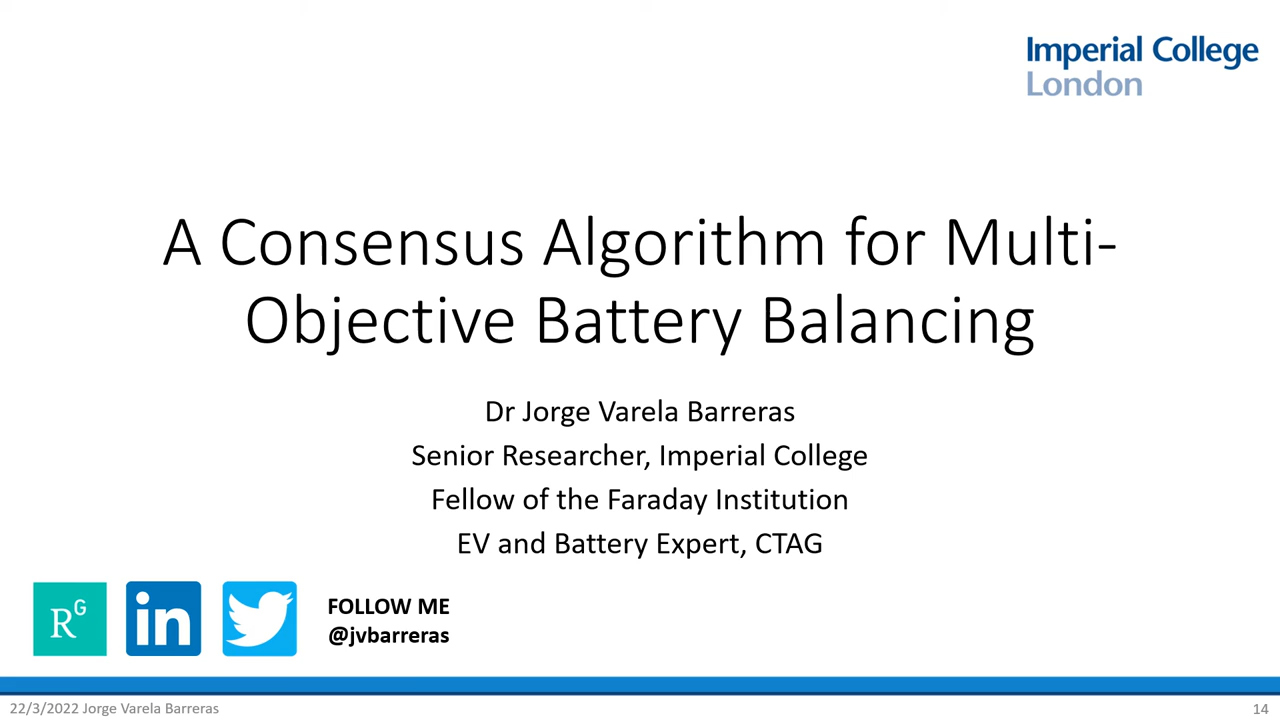 Imperial College
London
A Consensus Algorithm for Multi-
Objective Battery Balancing
Dr Jorge Varela Barreras
Senior Researcher, Imperial College
Fellow of the Faraday Institution
EV and Battery Expert, CTAG
RG
in
FOLLOW ME
@jvbarreras
22/3/2022 Jorge Varela Barreras
14